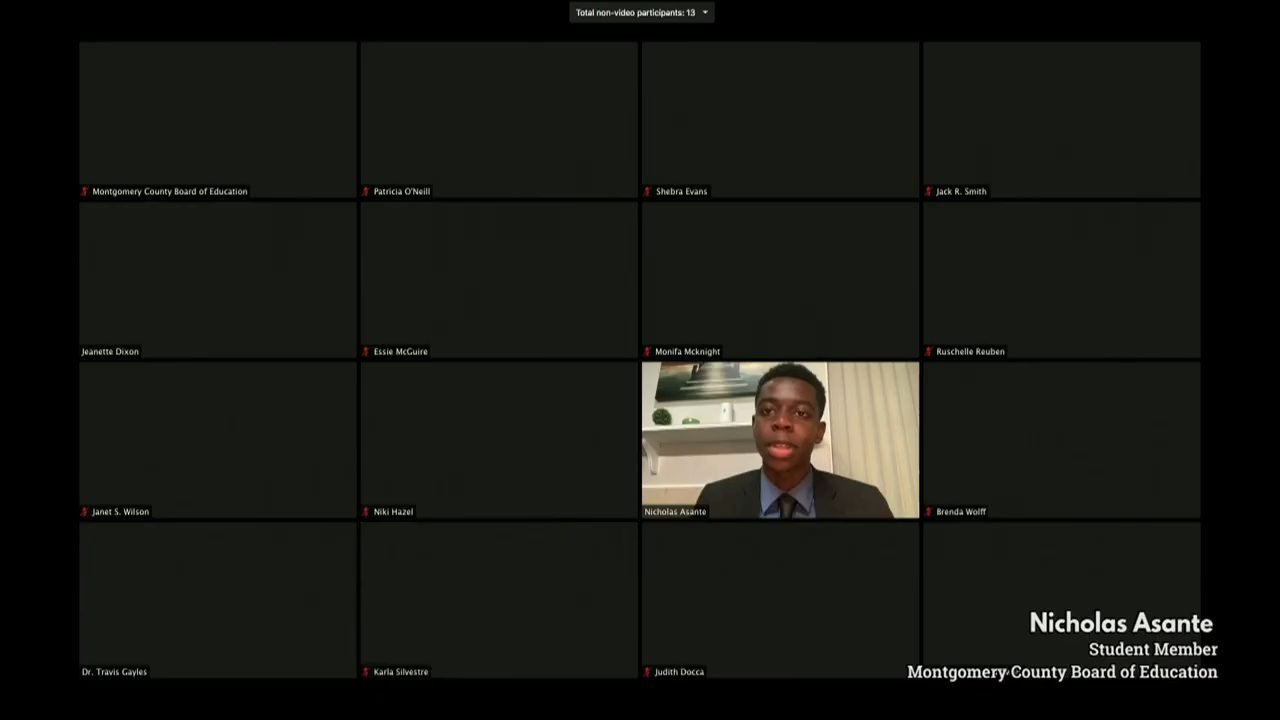 Total non-video participants: 13
Montgomery County Board of Education
Patricia O'Neill
Shebra Evans
Jack R. Smith
Jeanette Dixon
Essie McGuire
Monifa Mcknight
Ruschelle Reuben
Janet S. Wilson
Niki Hazel
Nicholas Asante
Brenda Wolff
Dr. Travis Gayles
Karla Silvestre
Judith Docca
Nicholas Asante
Student Member
Montgomery County Board of Education